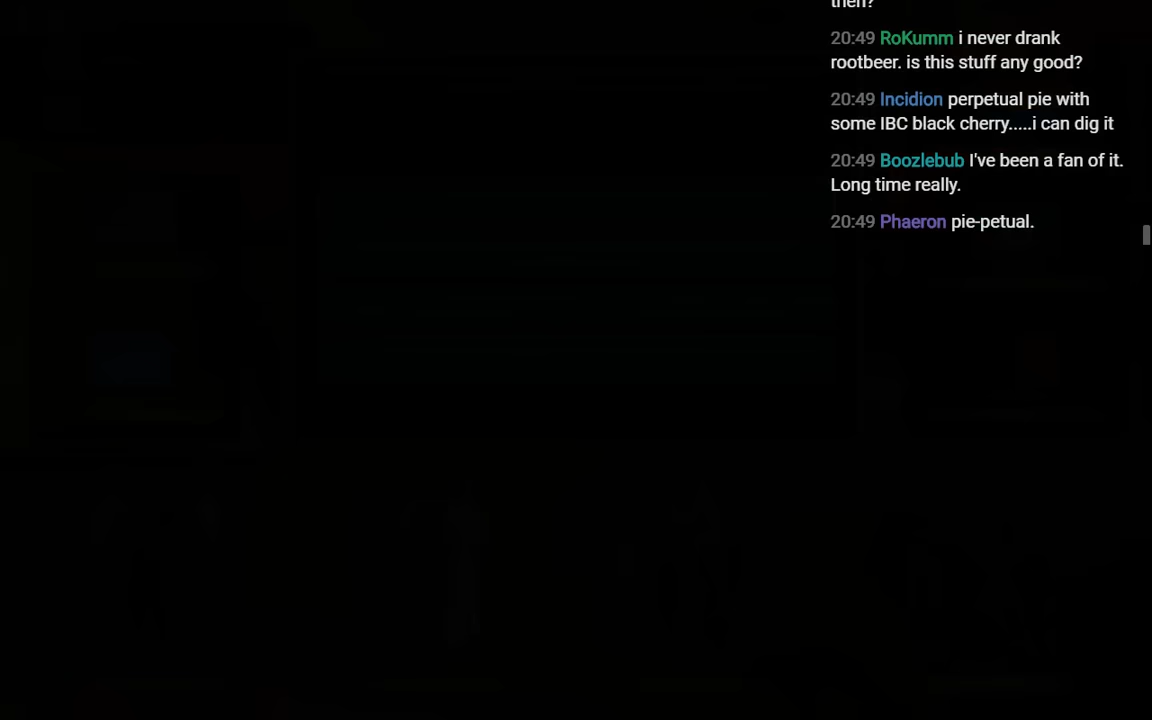 then?
20:49 RoKumm i never drank
rootbeer. is this stuff any good?
20:49 Incidion perpetual pie with
some IBC black cherry.....i can dig it
20:49 Boozlebub I've been a fan of it.
Long time really.
20:49 Phaeron pie-petual.